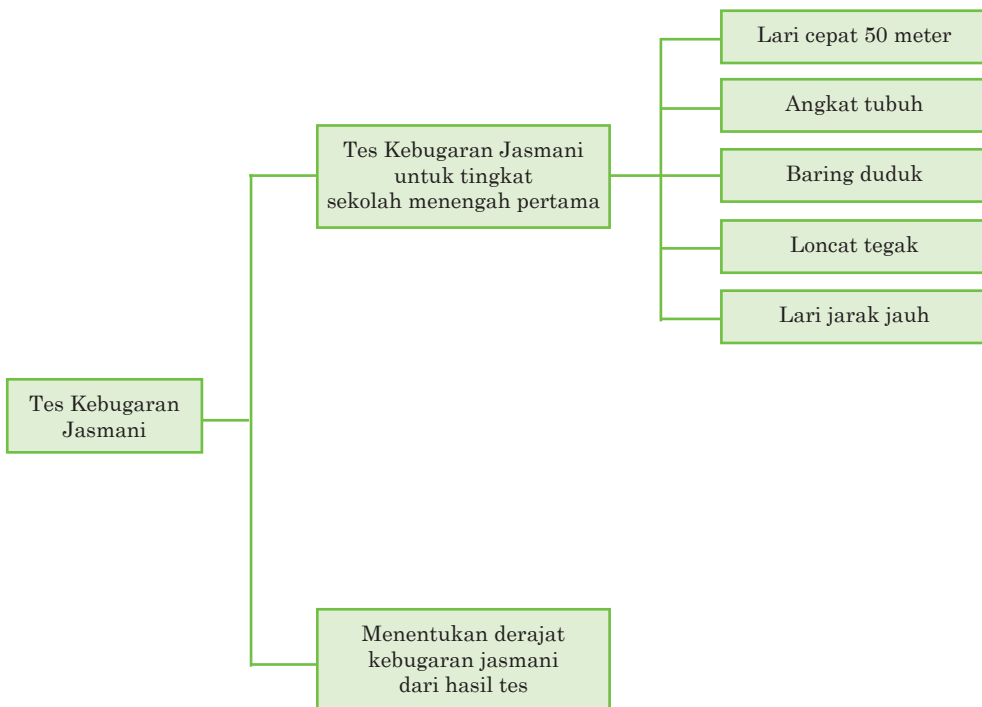 Tes Kebugaran
Jasmani
Tes Kebugaran Jasmani
untuk tingkat
sekolah menengah pertama
Lari cepat 50 meter
Angkat tubuh
Baring duduk
Loncat tegak
Lari jarak jauh
Menentukan derajat
kebugaran jasmani
dari hasil tes